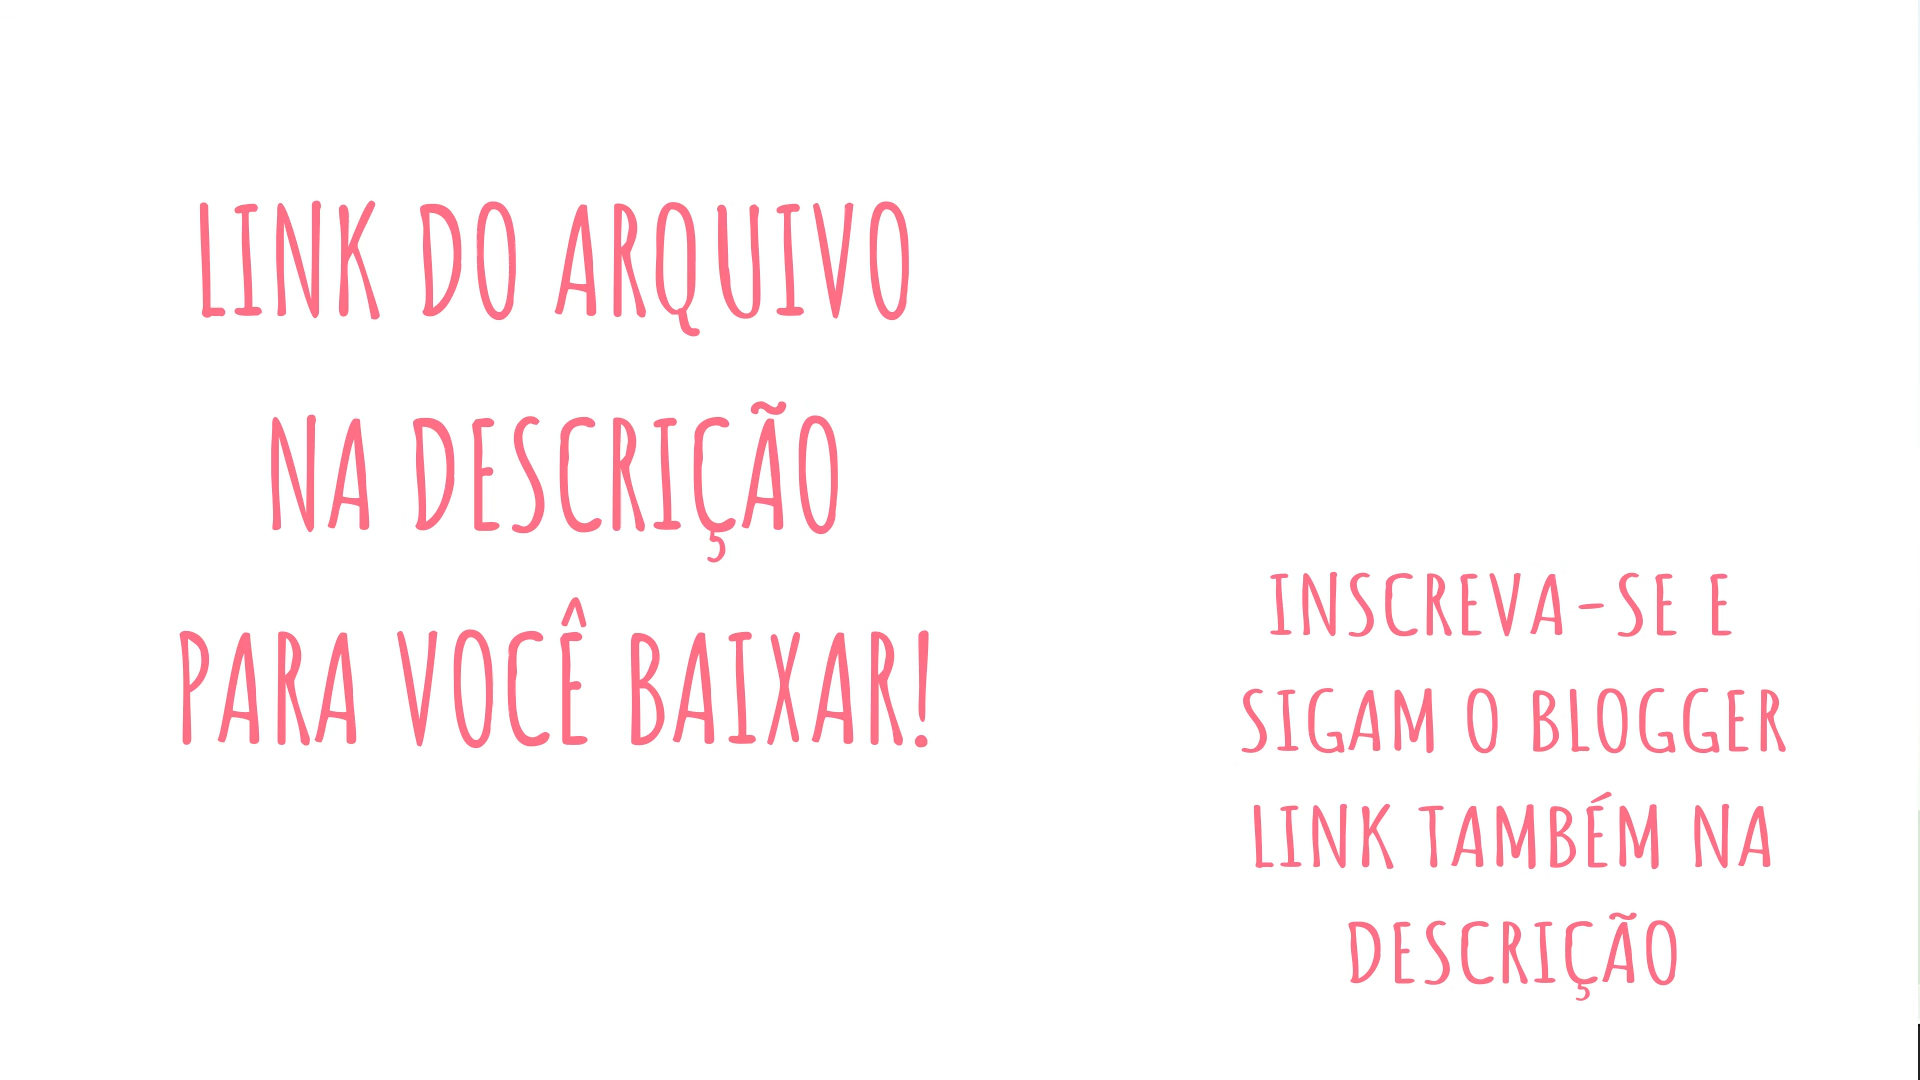 LINK DO ARQUIVO
NA DESCRIÇÃO
PARA VOCÊ BAIXAR!
INSCREVA-SE E
SIGAM O BLOGGER
LINK TAMBÉM NA
DESCRIÇÃO